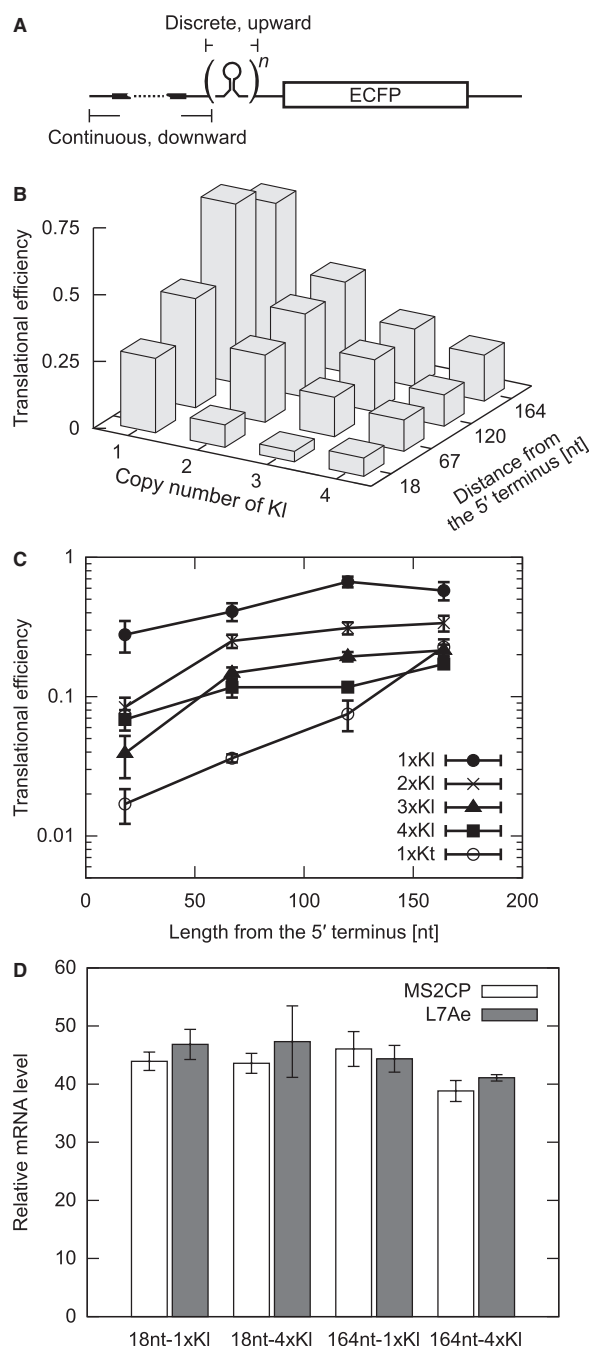 A
Discrete, upward
n
ECFP
Continuous, downward
B
Translational efficiency
0.75
0.5
0.25
0
1
2
3
4
Copy number of Kl
18
67
120
164
Distance from
the 5′ terminus [nt]
C
Translational efficiency
1
0.1
0.01
1xKl
2xKl
3xKl
4xKl
1xKt
0 50 100 150 200
Length from the 5′ terminus [nt]
D
Relative mRNA level
60
50
40
30
20
10
0
MS2CP
L7Ae
18nt-1xKl 18nt-4xKl 164nt-1xKl 164nt-4xKl